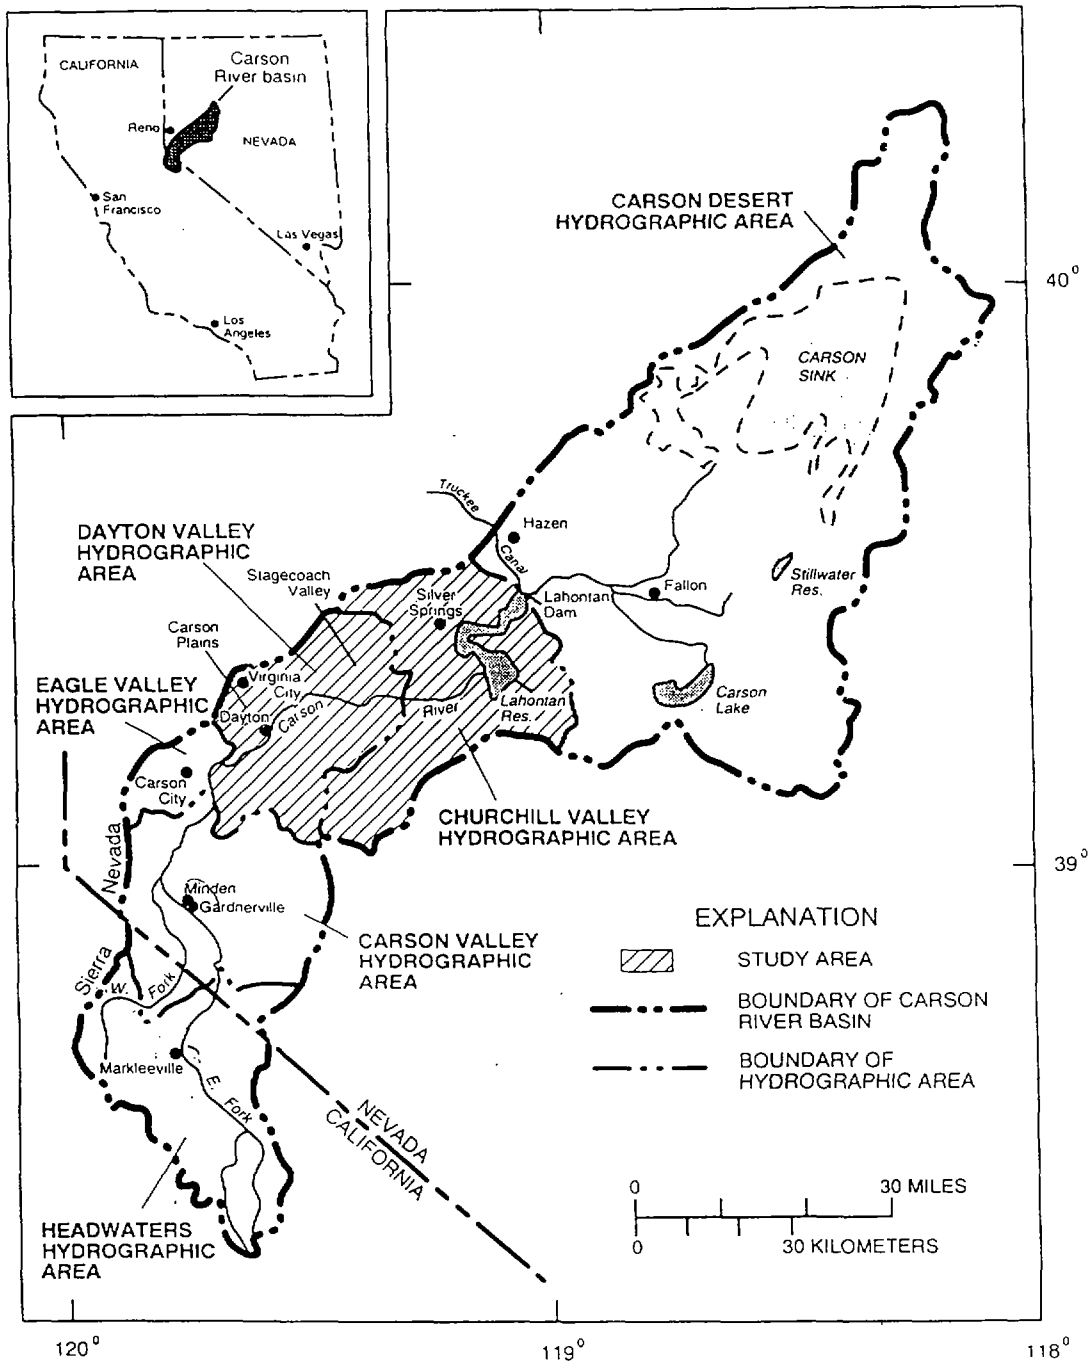 CALIFORNIA
Carson
River basin
Reno
NEVADA
San
Francisco
Las Vegas
Los
Angeles
CARSON DESERT
HYDROGRAPHIC AREA
40°
CARSON
SINK
Truckee
Canal
Hazen
DAYTON VALLEY
HYDROGRAPHIC
AREA
Stagecoach
Valley
Silver
Springs
Lahontan
Dam
Fallon
Stillwater
Res.
Carson
Plains
Virginia
City
EAGLE VALLEY
HYDROGRAPHIC
AREA
Dayton
Carson
River
Lahontan
Res.
Carson
Lake
Carson
City
CHURCHILL VALLEY
HYDROGRAPHIC AREA
39°
Sierra
Nevada
Minden
Gardnerville
CARSON VALLEY
HYDROGRAPHIC
AREA
W.
Fork
Markleeville
E.
Fork
NEVADA
CALIFORNIA
HEADWATERS
HYDROGRAPHIC
AREA
EXPLANATION
STUDY AREA
BOUNDARY OF CARSON
RIVER BASIN
BOUNDARY OF
HYDROGRAPHIC AREA
0 30 MILES
0 30 KILOMETERS
120° 119° 118°